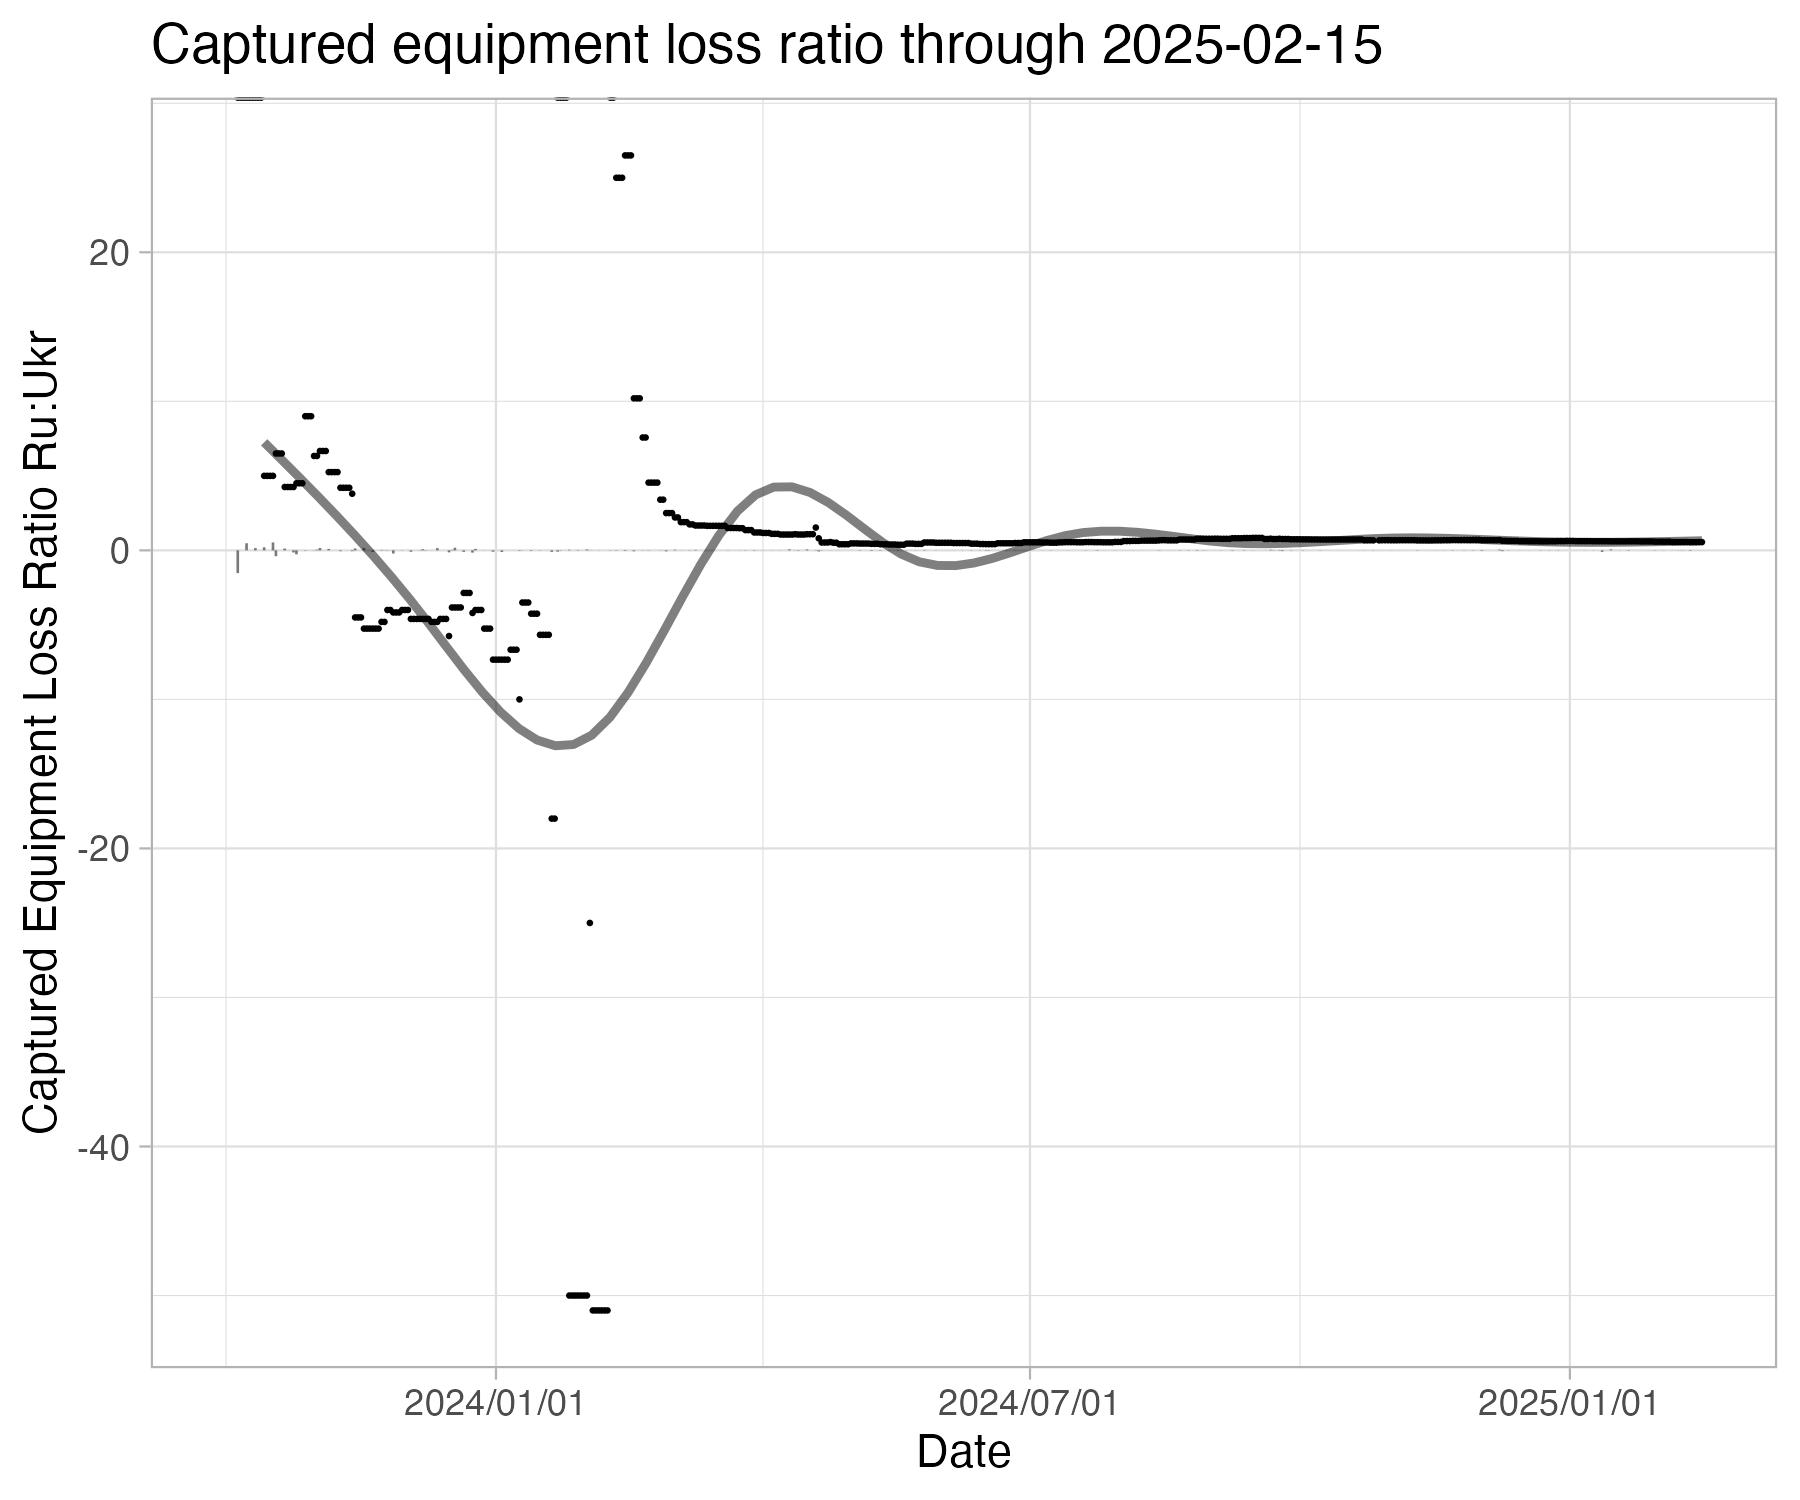 Captured equipment loss ratio through 2025-02-15
Captured Equipment Loss Ratio Ru:Ukr
20
0
-20
-40
2024/01/01
2024/07/01
2025/01/01
Date